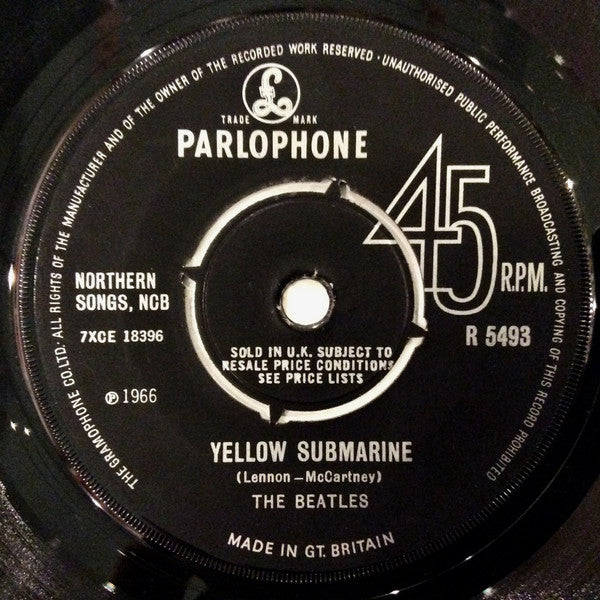 THE GRAMOPHONE CO.LTD. ALL RIGHTS OF THE MANUFACTURER AND OF THE OWNER OF THE RECORDED WORK RESERVED · UNAUTHORISED PUBLIC PERFORMANCE BROADCASTING AND COPYING OF THIS RECORD PROHIBITED
£
TRADE MARK
PARLOPHONE
45
R.P.M.
NORTHERN
SONGS, NCB
7XCE 18396
R 5493
SOLD IN U.K. SUBJECT TO
RESALE PRICE CONDITIONS
SEE PRICE LISTS
℗ 1966
YELLOW SUBMARINE
(Lennon – McCartney)
THE BEATLES
MADE IN GT. BRITAIN